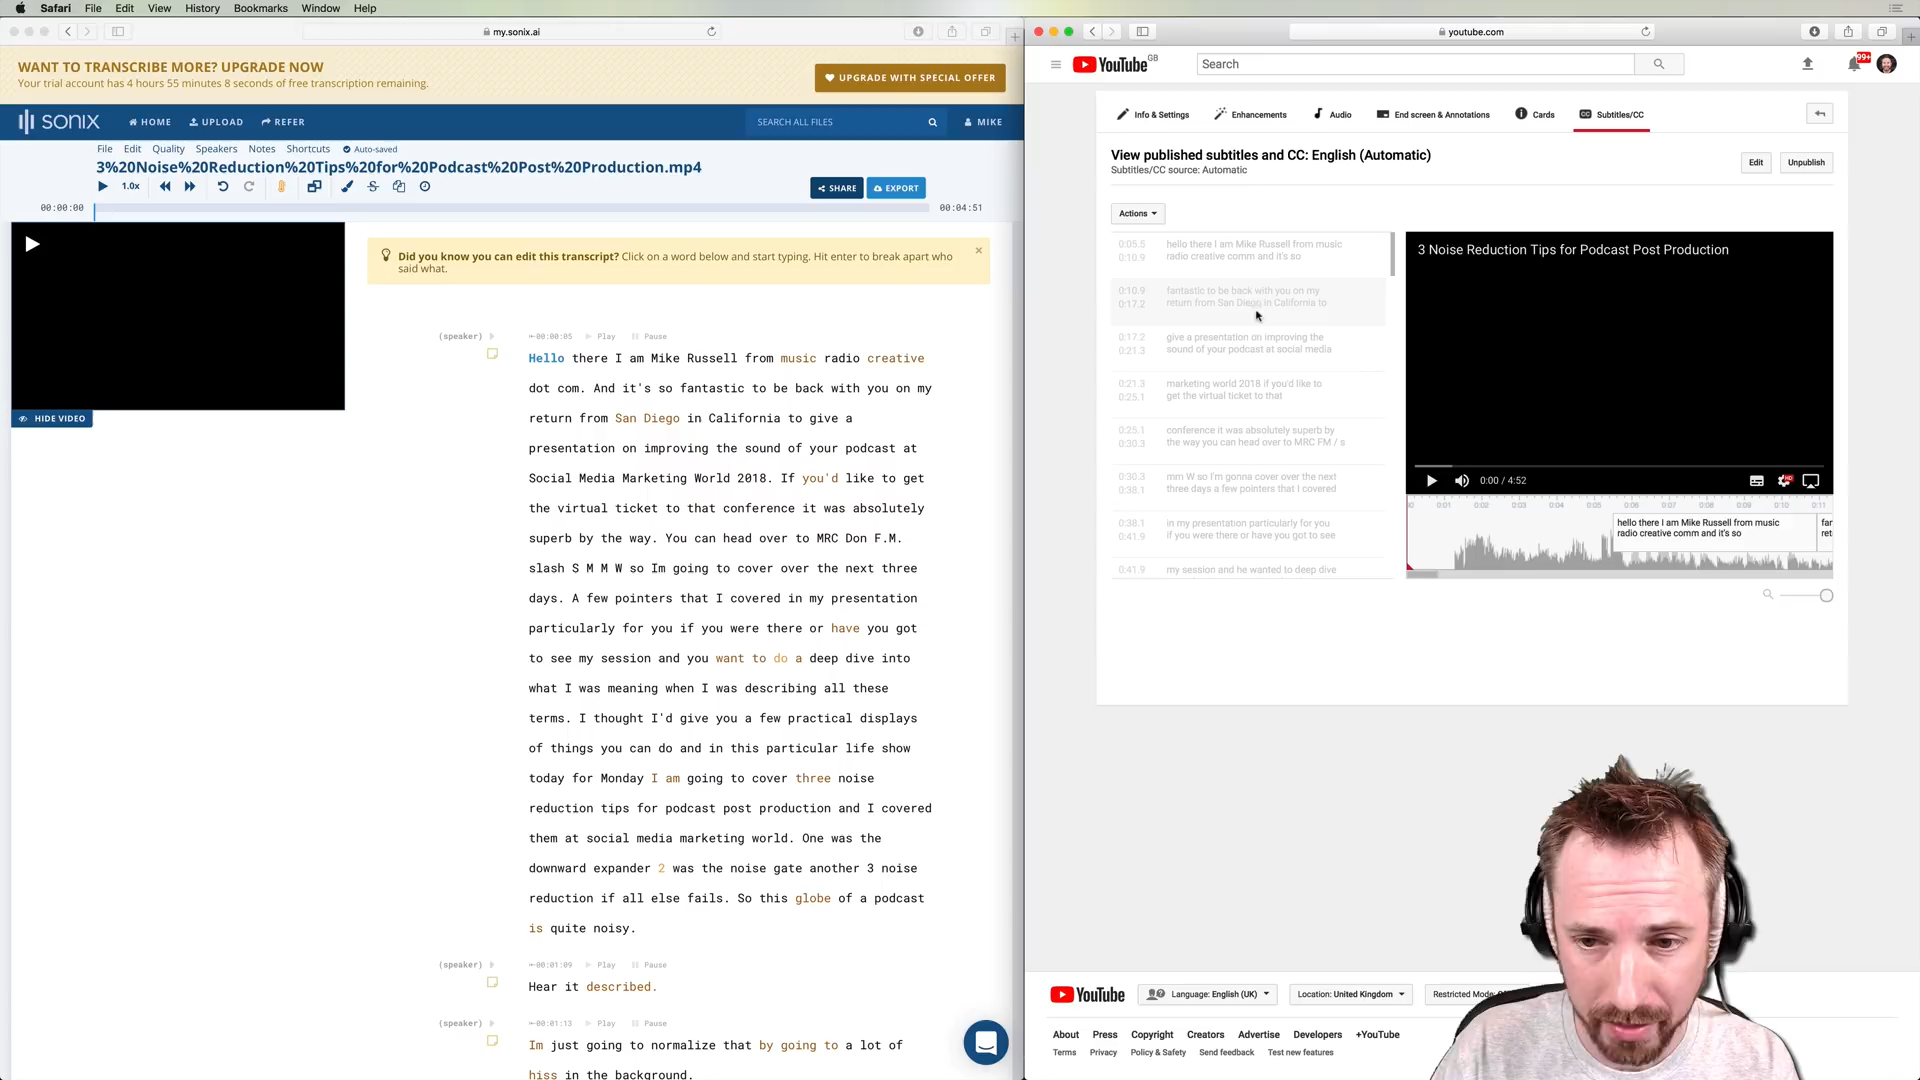 Safari File Edit View History Bookmarks Window Help
my.sonix.ai
WANT TO TRANSCRIBE MORE? UPGRADE NOW
Your trial account has 4 hours 55 minutes 8 seconds of free transcription remaining.
UPGRADE WITH SPECIAL OFFER
SONIX HOME UPLOAD REFER SEARCH ALL FILES MIKE
File Edit Quality Speakers Notes Shortcuts Auto-saved
3%20Noise%20Reduction%20Tips%20for%20Podcast%20Post%20Production.mp4
1.0x SHARE EXPORT
00:00:00 00:04:51
HIDE VIDEO
Did you know you can edit this transcript? Click on a word below and start typing. Hit enter to break apart who
said what.
(speaker) 00:00:05 Play Pause
Hello there I am Mike Russell from music radio creative
dot com. And it's so fantastic to be back with you on my
return from San Diego in California to give a
presentation on improving the sound of your podcast at
Social Media Marketing World 2018. If you'd like to get
the virtual ticket to that conference it was absolutely
superb by the way. You can head over to MRC Don F.M.
slash S M M W so Im going to cover over the next three
days. A few pointers that I covered in my presentation
particularly for you if you were there or have you got
to see my session and you want to do a deep dive into
what I was meaning when I was describing all these
terms. I thought I'd give you a few practical displays
of things you can do and in this particular life show
today for Monday I am going to cover three noise
reduction tips for podcast post production and I covered
them at social media marketing world. One was the
downward expander 2 was the noise gate another 3 noise
reduction if all else fails. So this globe of a podcast
is quite noisy.
(speaker) 00:01:09 Play Pause
Hear it described.
(speaker) 00:01:13 Play Pause
Im just going to normalize that by going to a lot of
hiss in the background.
youtube.com
YouTube GB Search 99+
Info & Settings Enhancements Audio End screen & Annotations Cards Subtitles/CC
View published subtitles and CC: English (Automatic)
Subtitles/CC source: Automatic
Edit Unpublish
Actions
0:05.5 hello there I am Mike Russell from music
0:10.9 radio creative comm and it's so
0:10.9 fantastic to be back with you on my
0:17.2 return from San Diego in California to
0:17.2 give a presentation on improving the
0:21.3 sound of your podcast at social media
0:21.3 marketing world 2018 if you'd like to
0:25.1 get the virtual ticket to that
0:25.1 conference it was absolutely superb by
0:30.3 the way you can head over to MRC FM / s
0:30.3 mm W so I'm gonna cover over the next
0:38.1 three days a few pointers that I covered
0:38.1 in my presentation particularly for you
0:41.9 if you were there or have you got to see
0:41.9 my session and he wanted to deep dive
3 Noise Reduction Tips for Podcast Post Production
0:00 / 4:52
HD
0:01 0:02 0:03 0:04 0:05 0:06 0:07 0:08 0:09 0:10 0:11
hello there I am Mike Russell from music
radio creative comm and it's so
far
ret
YouTube Language: English (UK) Location: United Kingdom Restricted Mode:
About Press Copyright Creators Advertise Developers +YouTube
Terms Privacy Policy & Safety Send feedback Test new features